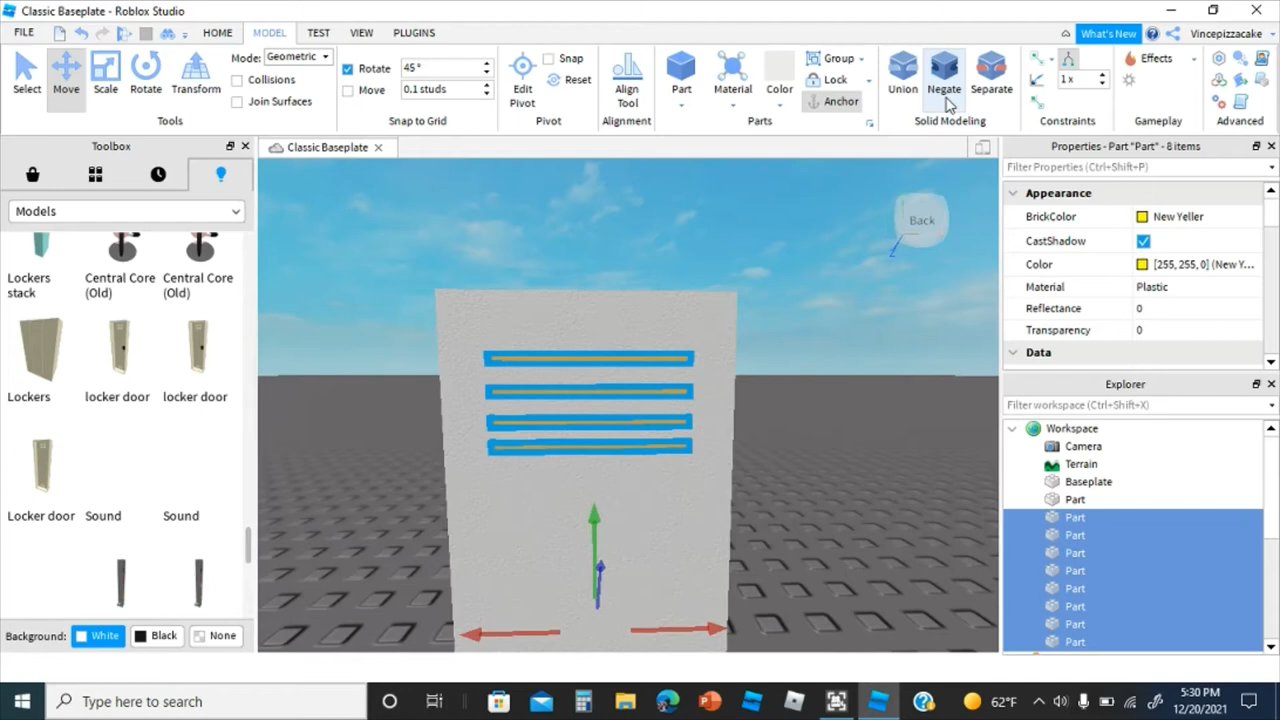 Classic Baseplate - Roblox Studio
FILE HOME MODEL TEST VIEW PLUGINS What's New Vincepizzacake
Select Move Scale Rotate Transform
Mode: Geometric
Collisions
Join Surfaces
Tools
Rotate 45°
Move 0.1 studs
Snap to Grid
Edit Pivot
Snap
Reset
Pivot
Align Tool
Alignment
Part Material Color
Group
Lock
Anchor
Parts
Union Negate Separate
Solid Modeling
1 x
Constraints
Effects
Gameplay
Advanced
Toolbox
Models
Lockers stack
Central Core (Old)
Central Core (Old)
Lockers
locker door
locker door
Locker door
Sound
Sound
Background: White Black None
Classic Baseplate
Back
Z
Properties - Part "Part" - 8 items
Filter Properties (Ctrl+Shift+P)
Appearance
BrickColor New Yeller
CastShadow
Color [255, 255, 0] (New Y...
Material Plastic
Reflectance 0
Transparency 0
Data
Explorer
Filter workspace (Ctrl+Shift+X)
Workspace
Camera
Terrain
Baseplate
Part
Part
Part
Part
Part
Part
Part
Part
Part
Type here to search
62°F
5:30 PM
12/20/2021